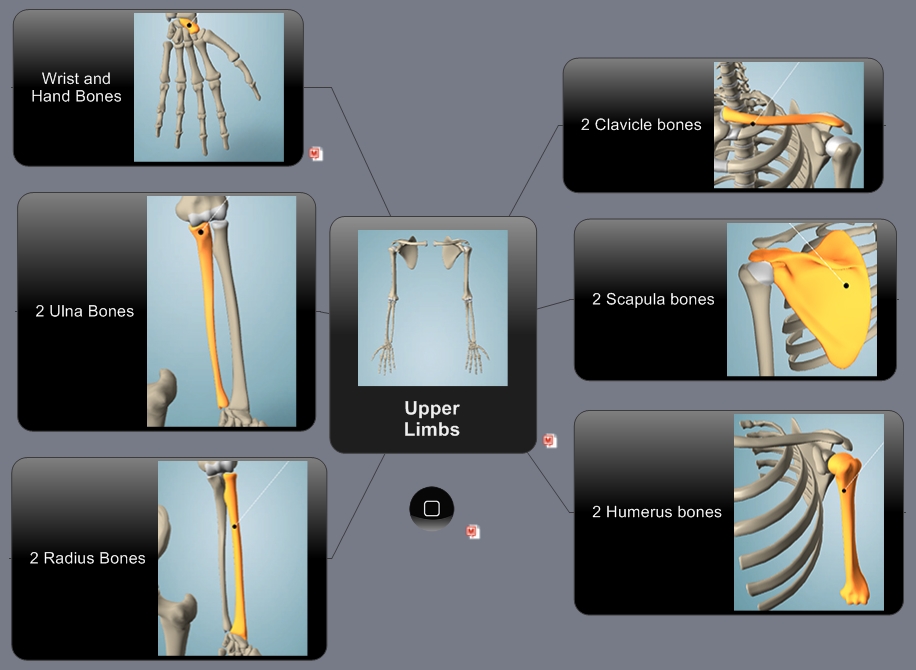 Wrist and
Hand Bones
2 Clavicle bones
2 Ulna Bones
2 Scapula bones
Upper
Limbs
2 Radius Bones
2 Humerus bones